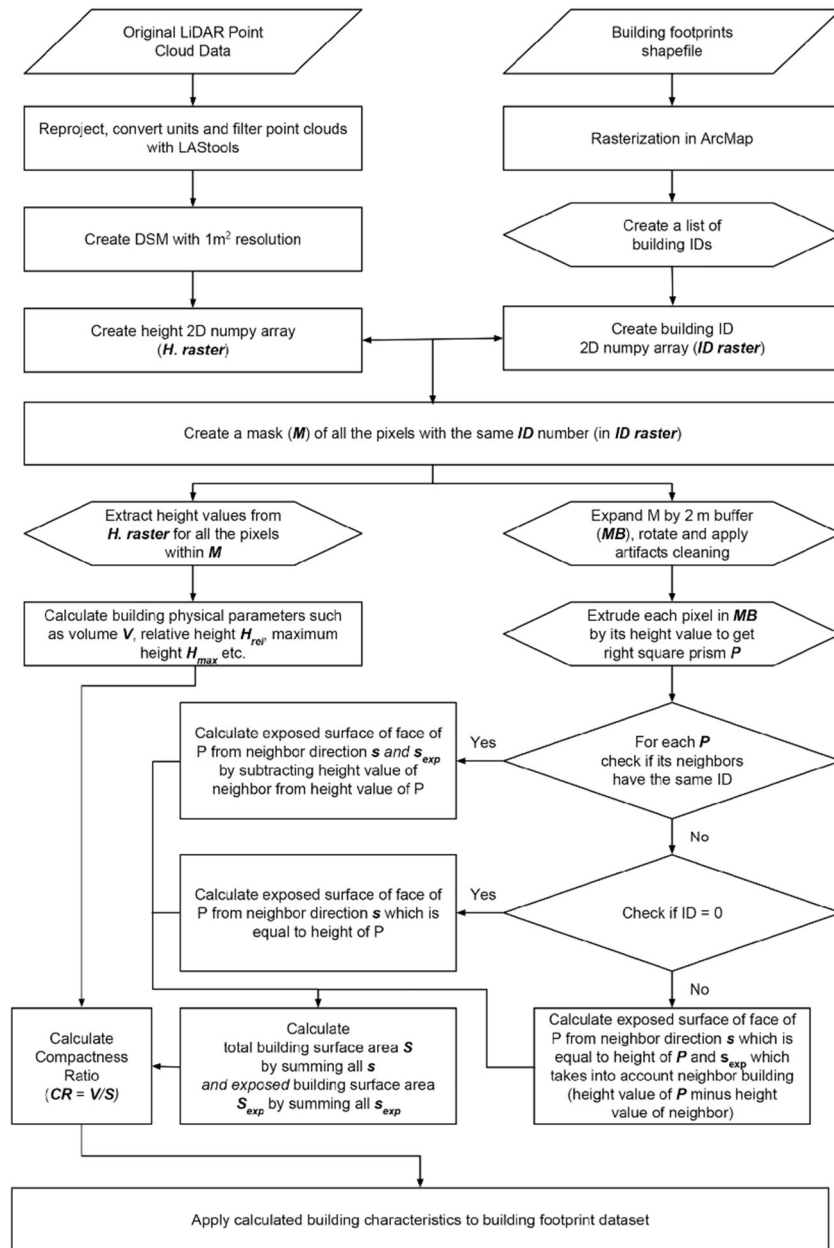 Original LiDAR Point
Cloud Data
Building footprints
shapefile
Reproject, convert units and filter point clouds
with LAStools
Rasterization in ArcMap
Create DSM with 1m² resolution
Create a list of
building IDs
Create height 2D numpy array
(H. raster)
Create building ID
2D numpy array (ID raster)
Create a mask (M) of all the pixels with the same ID number (in ID raster)
Extract height values from
H. raster for all the pixels
within M
Expand M by 2 m buffer
(MB), rotate and apply
artifacts cleaning
Calculate building physical parameters such
as volume V, relative height H_rel, maximum
height H_max etc.
Extrude each pixel in MB
by its height value to get
right square prism P
Calculate exposed surface of face of
P from neighbor direction s and s_exp
by subtracting height value of
neighbor from height value of P
Yes
For each P
check if its neighbors
have the same ID
No
Calculate exposed surface of face of
P from neighbor direction s which is
equal to height of P
Yes
Check if ID = 0
No
Calculate
Compactness
Ratio
(CR = V/S)
Calculate
total building surface area S
by summing all s
and exposed building surface area
S_exp by summing all s_exp
Calculate exposed surface of face of
P from neighbor direction s which is
equal to height of P and s_exp which
takes into account neighbor building
(height value of P minus height
value of neighbor)
Apply calculated building characteristics to building footprint dataset